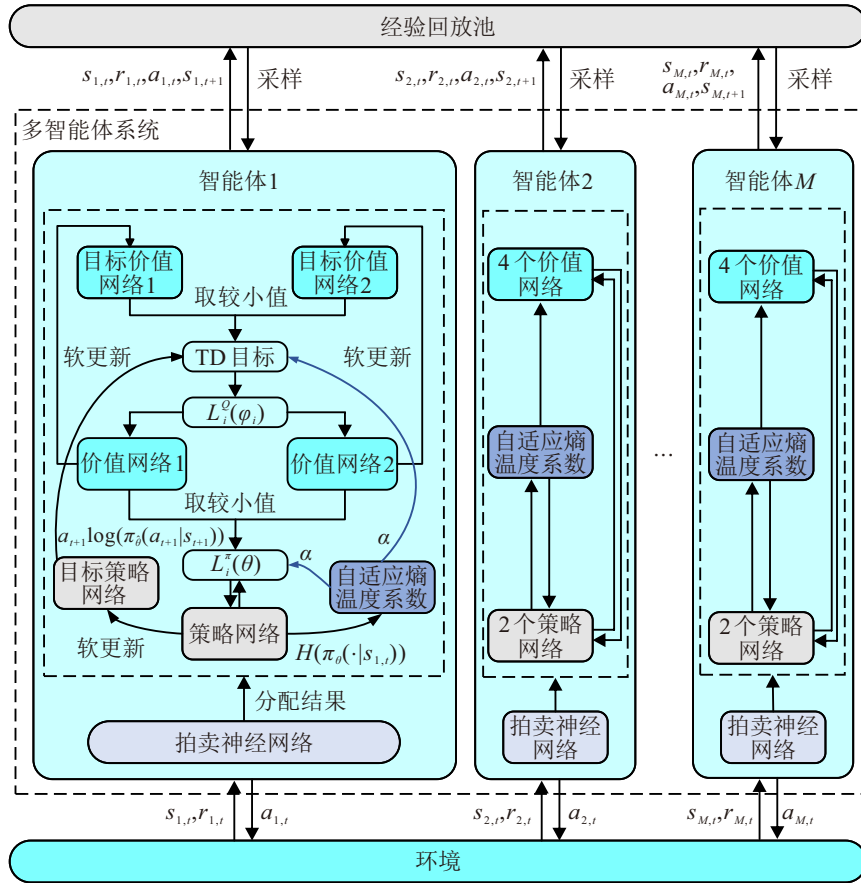 经验回放池
s₁,ₜ,r₁,ₜ,a₁,ₜ,s₁,ₜ₊₁
采样
s₂,ₜ,r₂,ₜ,a₂,ₜ,s₂,ₜ₊₁
采样
s_{M,t},r_{M,t},
a_{M,t},s_{M,t+1}
采样
多智能体系统
智能体1
目标价值
网络1
目标价值
网络2
取较小值
软更新
TD目标
软更新
L_i^Q(φ_i)
价值网络1
价值网络2
取较小值
a_{t+1}log(π_{θ̂}(a_{t+1}|s_{t+1}))
α
α
L_i^π(θ)
目标策略
网络
自适应熵
温度系数
策略网络
软更新
H(π_θ(·|s_{1,t}))
分配结果
拍卖神经网络
智能体2
4个价值
网络
自适应熵
温度系数
2个策略
网络
拍卖神经
网络
...
智能体M
4个价值
网络
自适应熵
温度系数
2个策略
网络
拍卖神经
网络
s₁,ₜ,r₁,ₜ
a₁,ₜ
s₂,ₜ,r₂,ₜ
a₂,ₜ
s_{M,t},r_{M,t}
a_{M,t}
环境